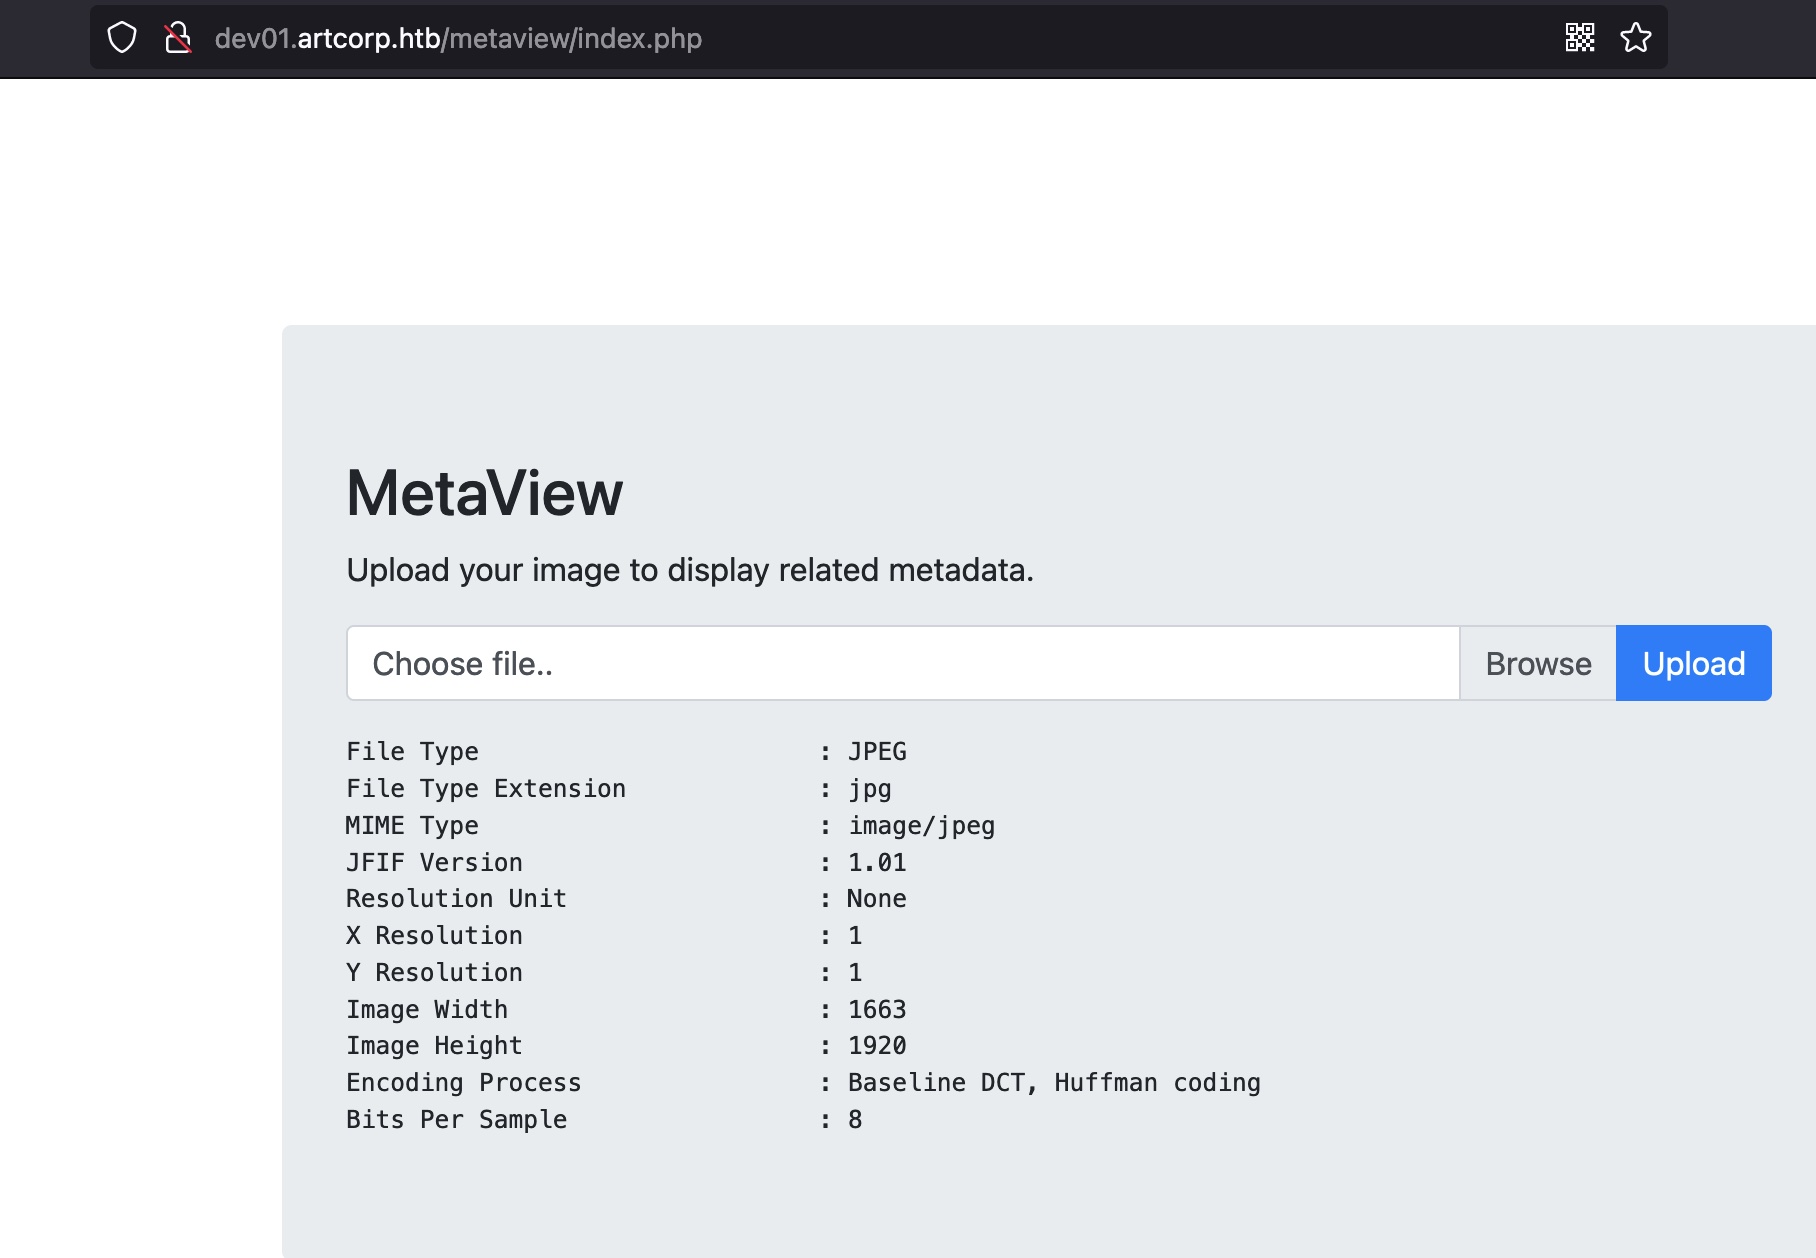 dev01.artcorp.htb/metaview/index.php
MetaView
Upload your image to display related metadata.
Choose file.. Browse Upload
File Type : JPEG
File Type Extension : jpg
MIME Type : image/jpeg
JFIF Version : 1.01
Resolution Unit : None
X Resolution : 1
Y Resolution : 1
Image Width : 1663
Image Height : 1920
Encoding Process : Baseline DCT, Huffman coding
Bits Per Sample : 8